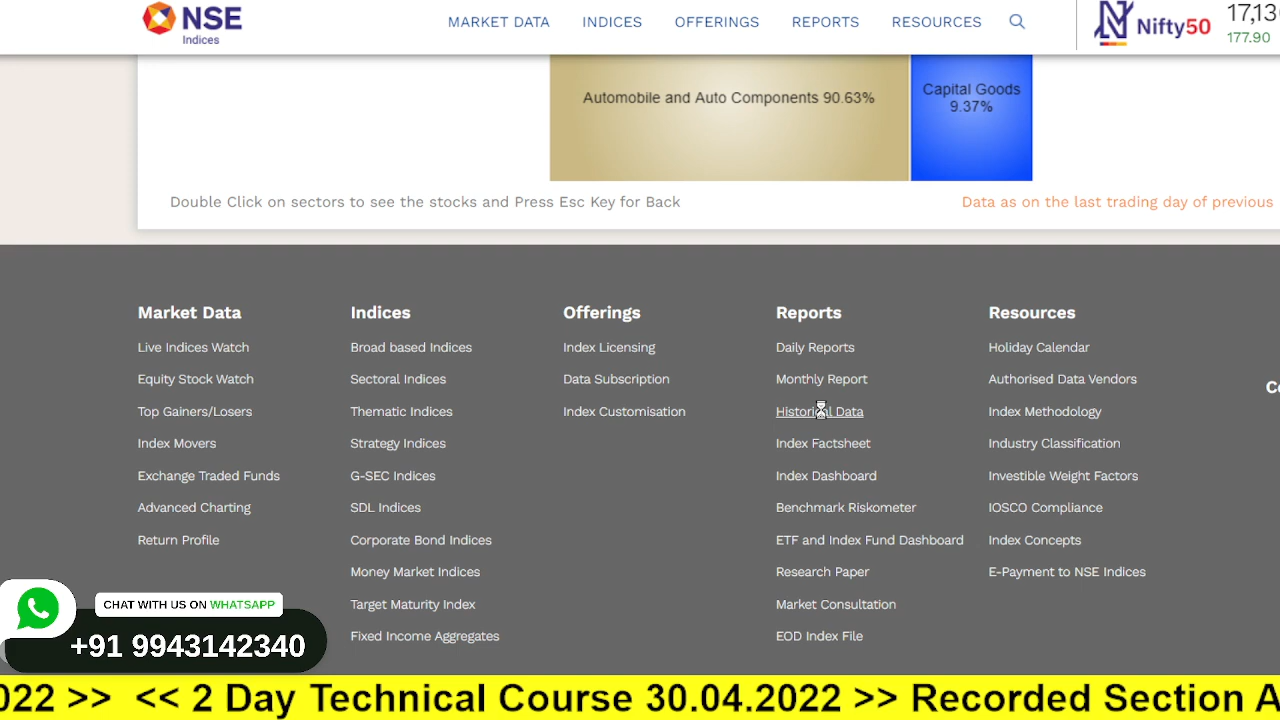 NSE
Indices
MARKET DATA INDICES OFFERINGS REPORTS RESOURCES
Nifty50
17,13
177.90
Automobile and Auto Components 90.63%
Capital Goods
9.37%
Double Click on sectors to see the stocks and Press Esc Key for Back
Data as on the last trading day of previous
Market Data
Live Indices Watch
Equity Stock Watch
Top Gainers/Losers
Index Movers
Exchange Traded Funds
Advanced Charting
Return Profile
Indices
Broad based Indices
Sectoral Indices
Thematic Indices
Strategy Indices
G-SEC Indices
SDL Indices
Corporate Bond Indices
Money Market Indices
Target Maturity Index
Fixed Income Aggregates
Offerings
Index Licensing
Data Subscription
Index Customisation
Reports
Daily Reports
Monthly Report
Historical Data
Index Factsheet
Index Dashboard
Benchmark Riskometer
ETF and Index Fund Dashboard
Research Paper
Market Consultation
EOD Index File
Resources
Holiday Calendar
Authorised Data Vendors
Index Methodology
Industry Classification
Investible Weight Factors
IOSCO Compliance
Index Concepts
E-Payment to NSE Indices
Co
CHAT WITH US ON WHATSAPP
+91 9943142340
022 >> << 2 Day Technical Course 30.04.2022 >> Recorded Section A